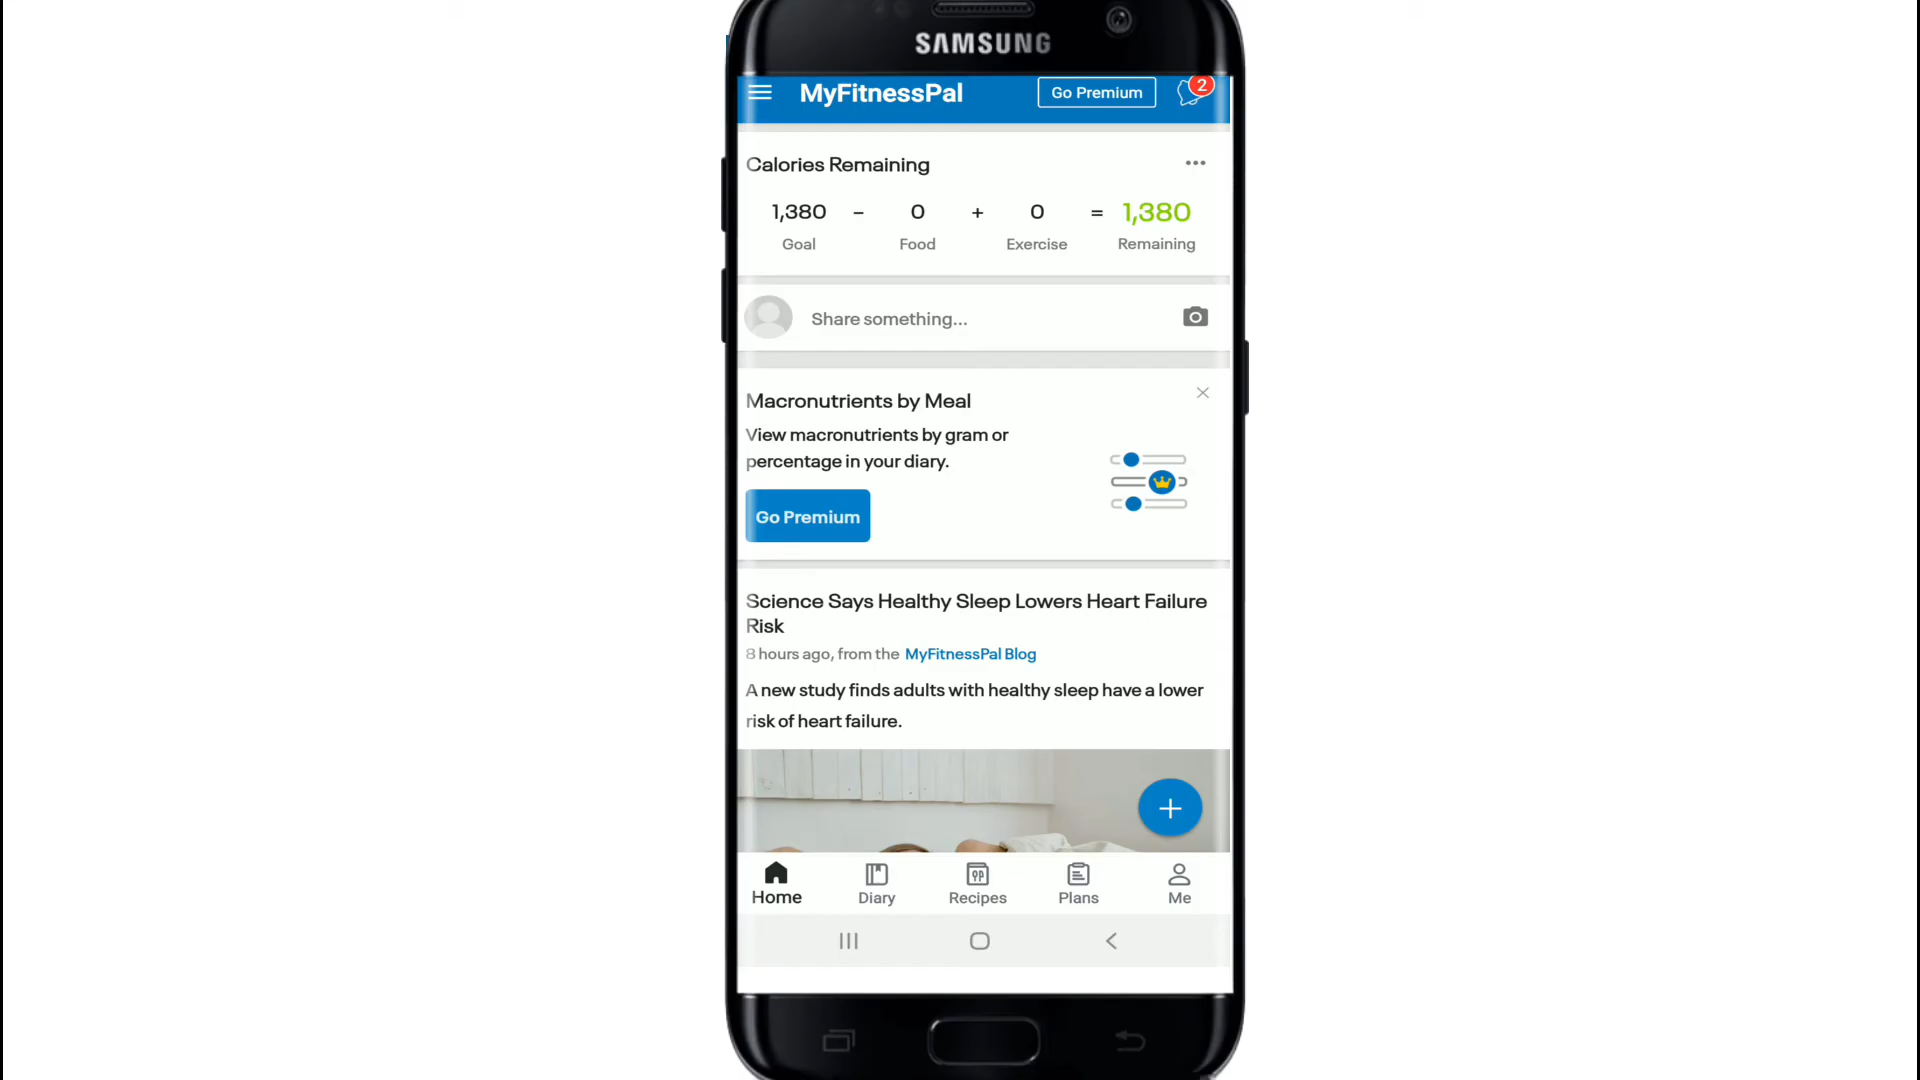 SAMSUNG
MyFitnessPal Go Premium 2
Calories Remaining
1,380 - 0 + 0 = 1,380
Goal Food Exercise Remaining
Share something...
Macronutrients by Meal
View macronutrients by gram or
percentage in your diary.
Go Premium
Science Says Healthy Sleep Lowers Heart Failure
Risk
8 hours ago, from the MyFitnessPal Blog
A new study finds adults with healthy sleep have a lower
risk of heart failure.
Home Diary Recipes Plans Me